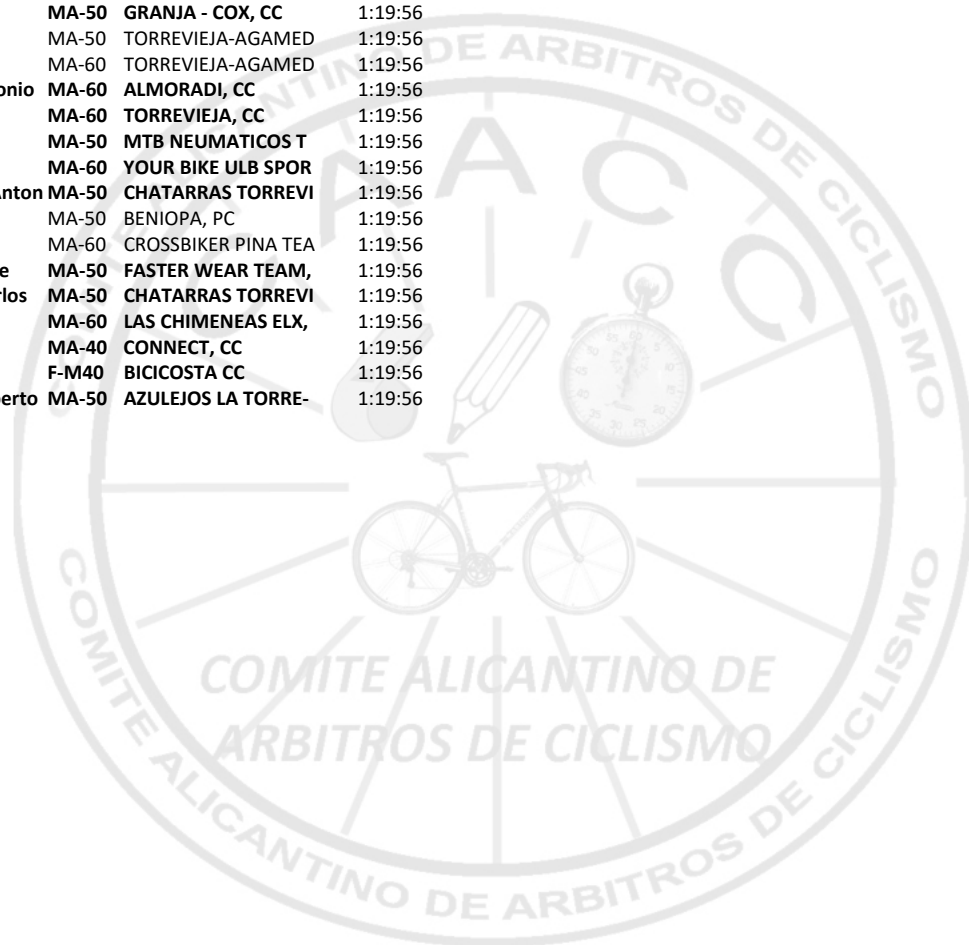 MA-50 GRANJA - COX, CC 1:19:56
MA-50 TORREVIEJA-AGAMED 1:19:56
MA-60 TORREVIEJA-AGAMED 1:19:56
onio MA-60 ALMORADI, CC 1:19:56
MA-60 TORREVIEJA, CC 1:19:56
MA-50 MTB NEUMATICOS T 1:19:56
MA-60 YOUR BIKE ULB SPOR 1:19:56
Anton MA-50 CHATARRAS TORREVI 1:19:56
MA-50 BENIOPA, PC 1:19:56
MA-60 CROSSBIKER PINA TEA 1:19:56
e MA-50 FASTER WEAR TEAM, 1:19:56
rlos MA-50 CHATARRAS TORREVI 1:19:56
MA-60 LAS CHIMENEAS ELX, 1:19:56
MA-40 CONNECT, CC 1:19:56
F-M40 BICICOSTA CC 1:19:56
erto MA-50 AZULEJOS LA TORRE- 1:19:56
COMITE ALICANTINO DE ARBITROS DE CICLISMO
C A A C C
COMITE ALICANTINO DE
ARBITROS DE CICLISMO
COMITE ALICANTINO DE ARBITROS DE CICLISMO